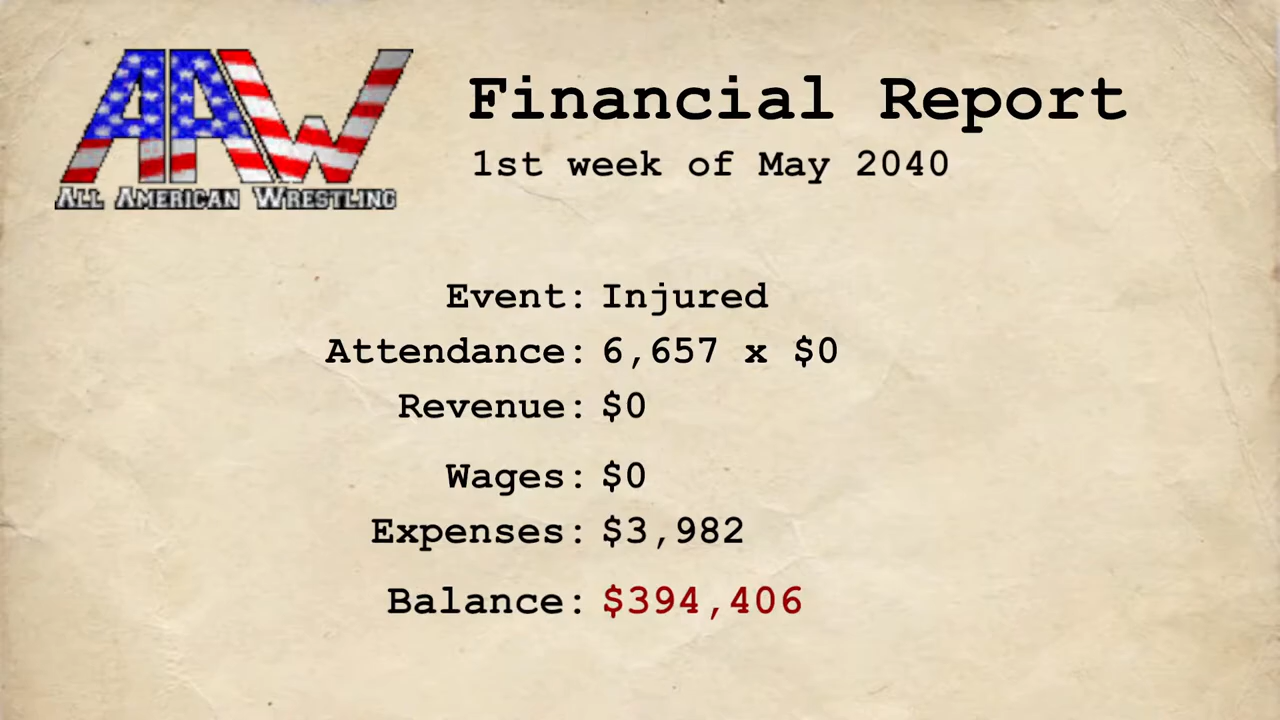 AAW
ALL AMERICAN WRESTLING
Financial Report
1st week of May 2040
Event: Injured
Attendance: 6,657 x $0
Revenue: $0
Wages: $0
Expenses: $3,982
Balance: $394,406